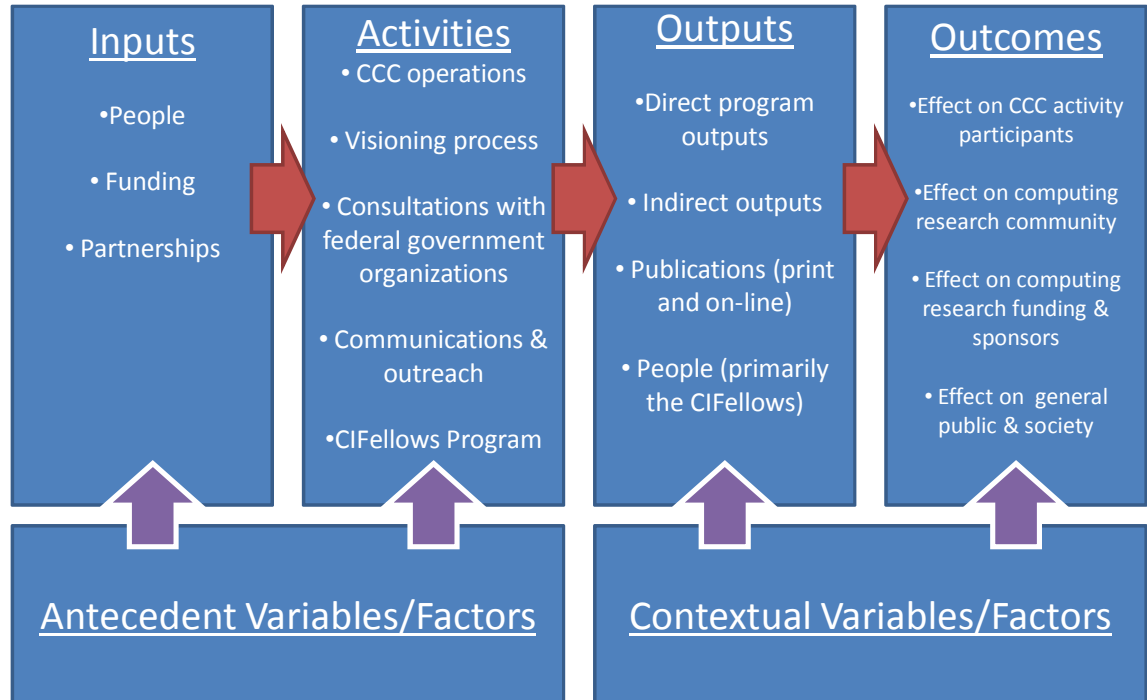 Inputs
•People
• Funding
• Partnerships
Activities
• CCC operations
• Visioning process
• Consultations with
federal government
organizations
• Communications &
outreach
•CIFellows Program
Outputs
•Direct program
outputs
• Indirect outputs
• Publications (print
and on-line)
• People (primarily
the CIFellows)
Outcomes
•Effect on CCC activity
participants
•Effect on computing
research community
• Effect on computing
research funding &
sponsors
• Effect on general
public & society
Antecedent Variables/Factors
Contextual Variables/Factors